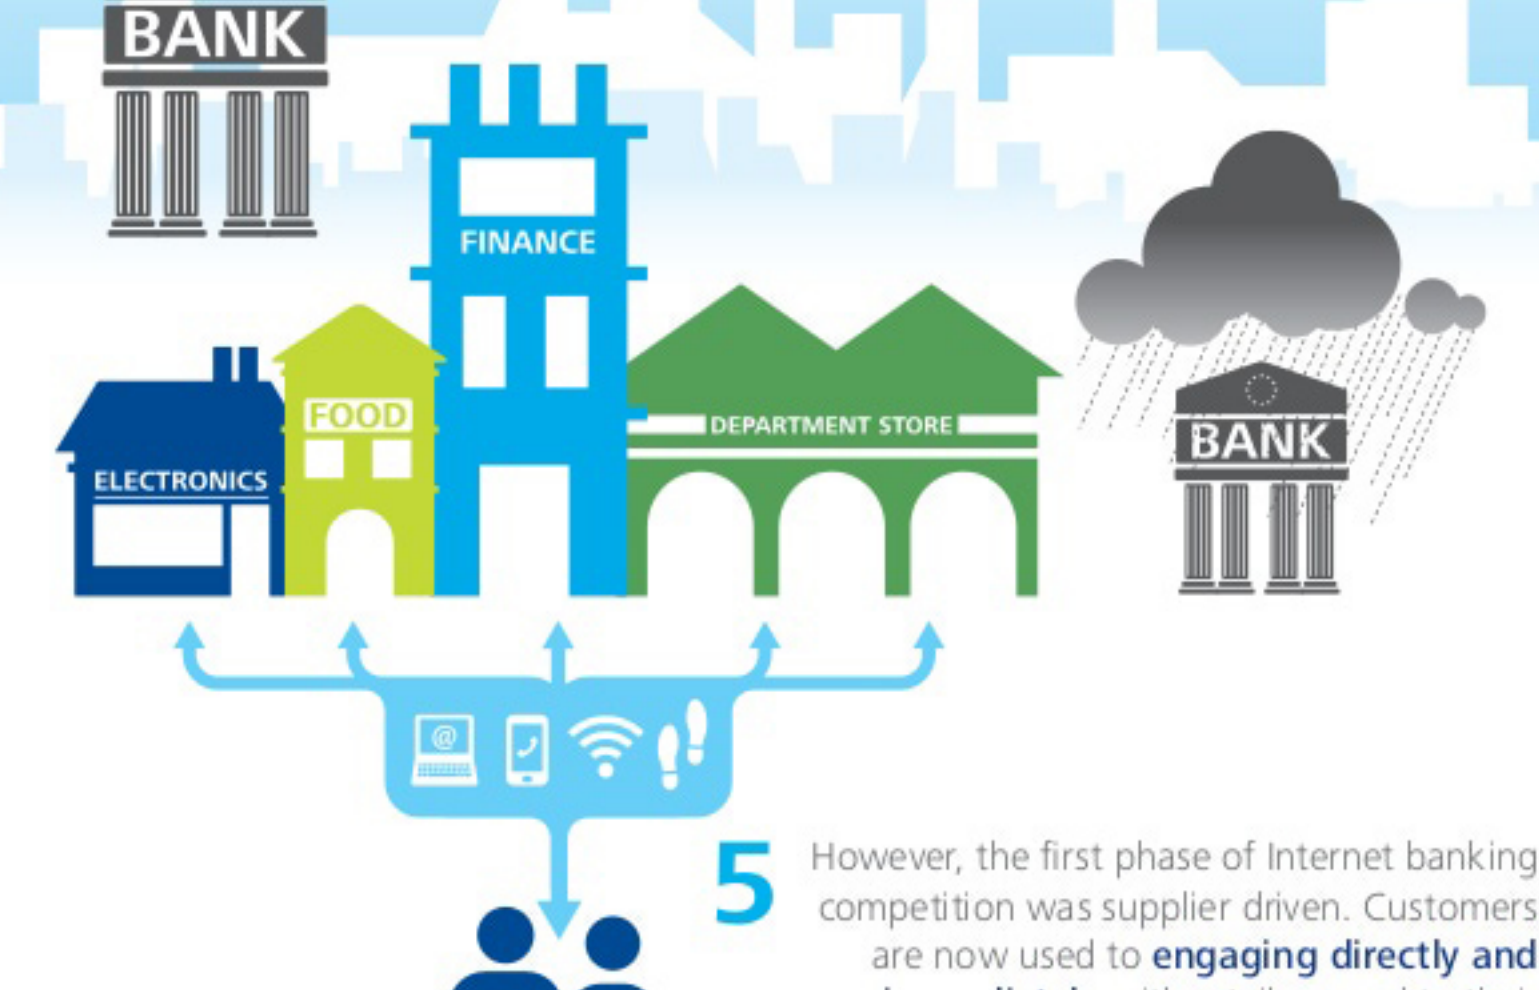 BANK
FINANCE
FOOD
DEPARTMENT STORE
BANK
ELECTRONICS
@
5
However, the first phase of Internet banking
competition was supplier driven. Customers
are now used to engaging directly and